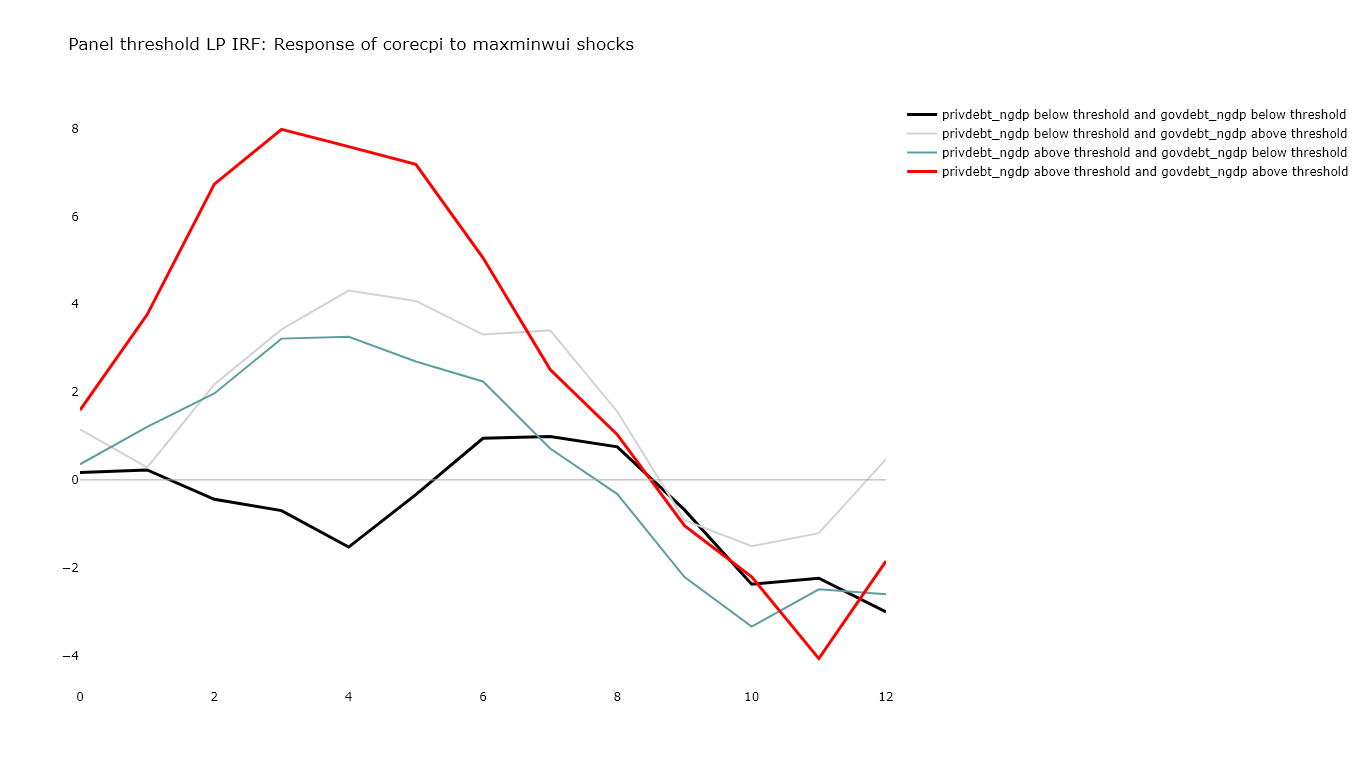 Panel threshold LP IRF: Response of corecpi to maxminwui shocks
privdebt_ngdp below threshold and govdebt_ngdp below threshold
privdebt_ngdp below threshold and govdebt_ngdp above threshold
privdebt_ngdp above threshold and govdebt_ngdp below threshold
privdebt_ngdp above threshold and govdebt_ngdp above threshold
8
6
4
2
0
−2
−4
0 2 4 6 8 10 12